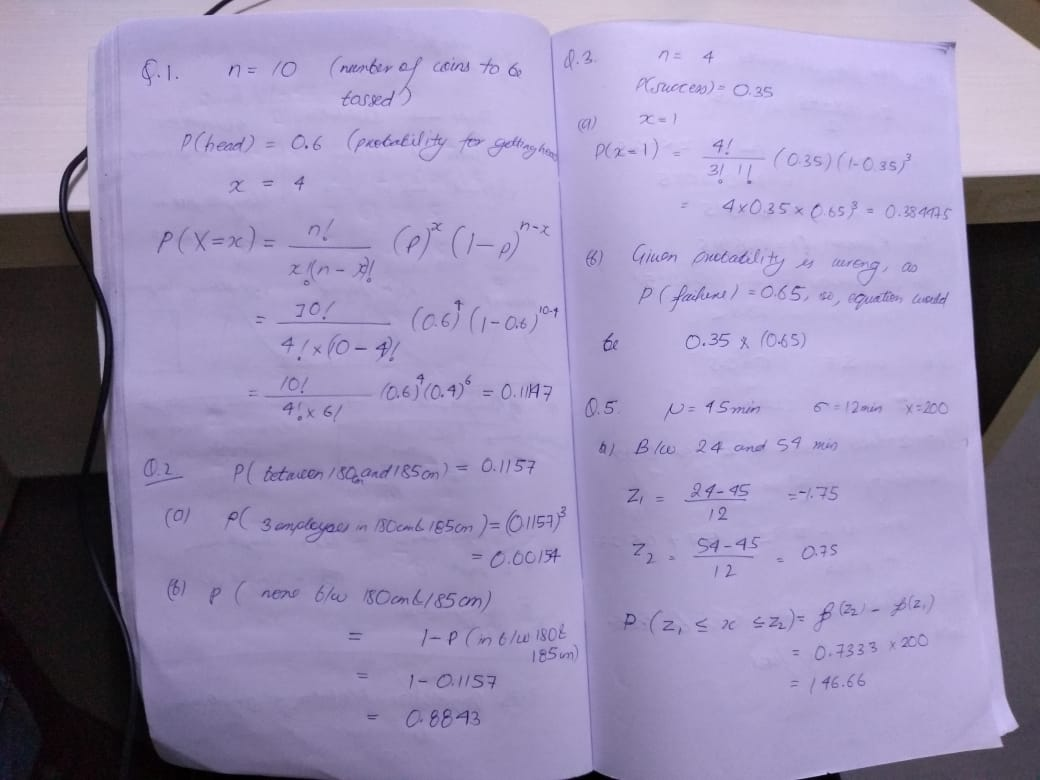 Q.1. n = 10 (number of coins to be
tossed)
P(head) = 0.6 (probability for getting head
x = 4
P(X=x) = n! / x!(n-x)! (p)^x (1-p)^n-x
= 10! / 4!×(10-4)! (0.6)^4 (1-0.6)^10-4
= 10! / 4!×6! (0.6)^4 (0.4)^6 = 0.1147
Q.2 P( between 180cm and 185cm) = 0.1157
(a) P( 3 employees in 180cm & 185cm ) = (0.1157)^3
= 0.00154
(b) P ( none b/w 180cm & 185cm)
= 1-P (in b/w 180 &
185cm)
= 1- 0.1157
= 0.8843
Q.3. n = 4
P(success) = 0.35
(a) x = 1
P(x=1) = 4! / 3! 1! (0.35) (1-0.35)^3
= 4×0.35×0.65^3 = 0.384475
(b) Given probability is wrong, as
P (failure) = 0.65, so, equation would
be 0.35 × (0.65)
Q.5. μ = 45min σ = 12min x=200
a) B/w 24 and 54 min
Z₁ = 24-45 / 12 = -1.75
Z₂ = 54-45 / 12 = 0.75
P (z₁ ≤ x ≤ z₂) = ϕ(z₂) - ϕ(z₁)
= 0.7333 × 200
= 146.66